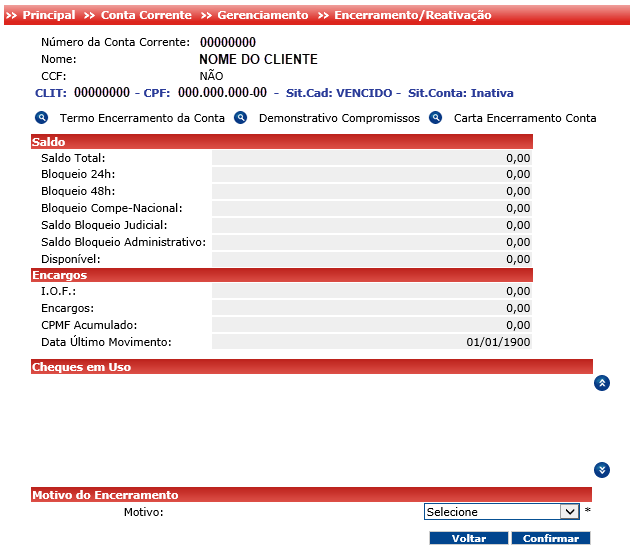 >> Principal >> Conta Corrente >> Gerenciamento >> Encerramento/Reativação
Número da Conta Corrente: 00000000
Nome: NOME DO CLIENTE
CCF: NÃO
CLIT: 00000000 - CPF: 000.000.000-00 - Sit.Cad: VENCIDO - Sit.Conta: Inativa
Termo Encerramento da Conta Demonstrativo Compromissos Carta Encerramento Conta
Saldo
Saldo Total: 0,00
Bloqueio 24h: 0,00
Bloqueio 48h: 0,00
Bloqueio Compe-Nacional: 0,00
Saldo Bloqueio Judicial: 0,00
Saldo Bloqueio Administrativo: 0,00
Disponível: 0,00
Encargos
I.O.F.: 0,00
Encargos: 0,00
CPMF Acumulado: 0,00
Data Último Movimento: 01/01/1900
Cheques em Uso
Motivo do Encerramento
Motivo: Selecione *
Voltar Confirmar